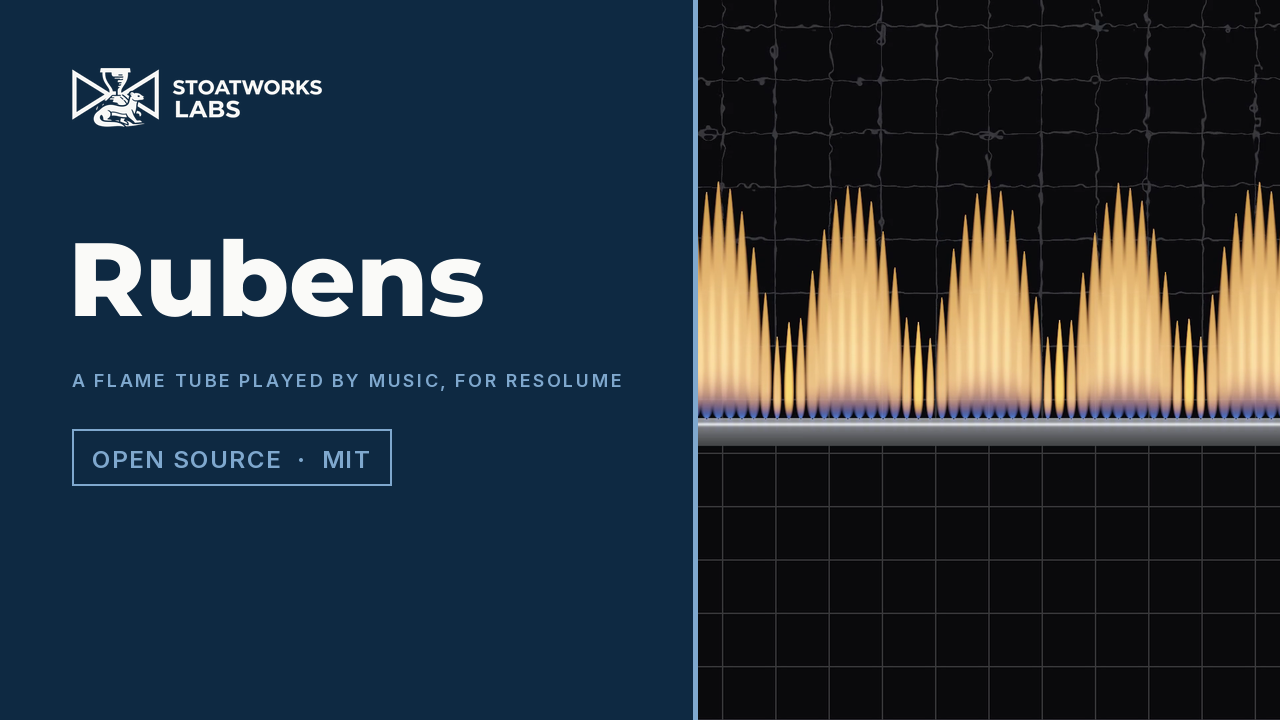 STOATWORKS
LABS
Rubens
A FLAME TUBE PLAYED BY MUSIC, FOR RESOLUME
OPEN SOURCE · MIT